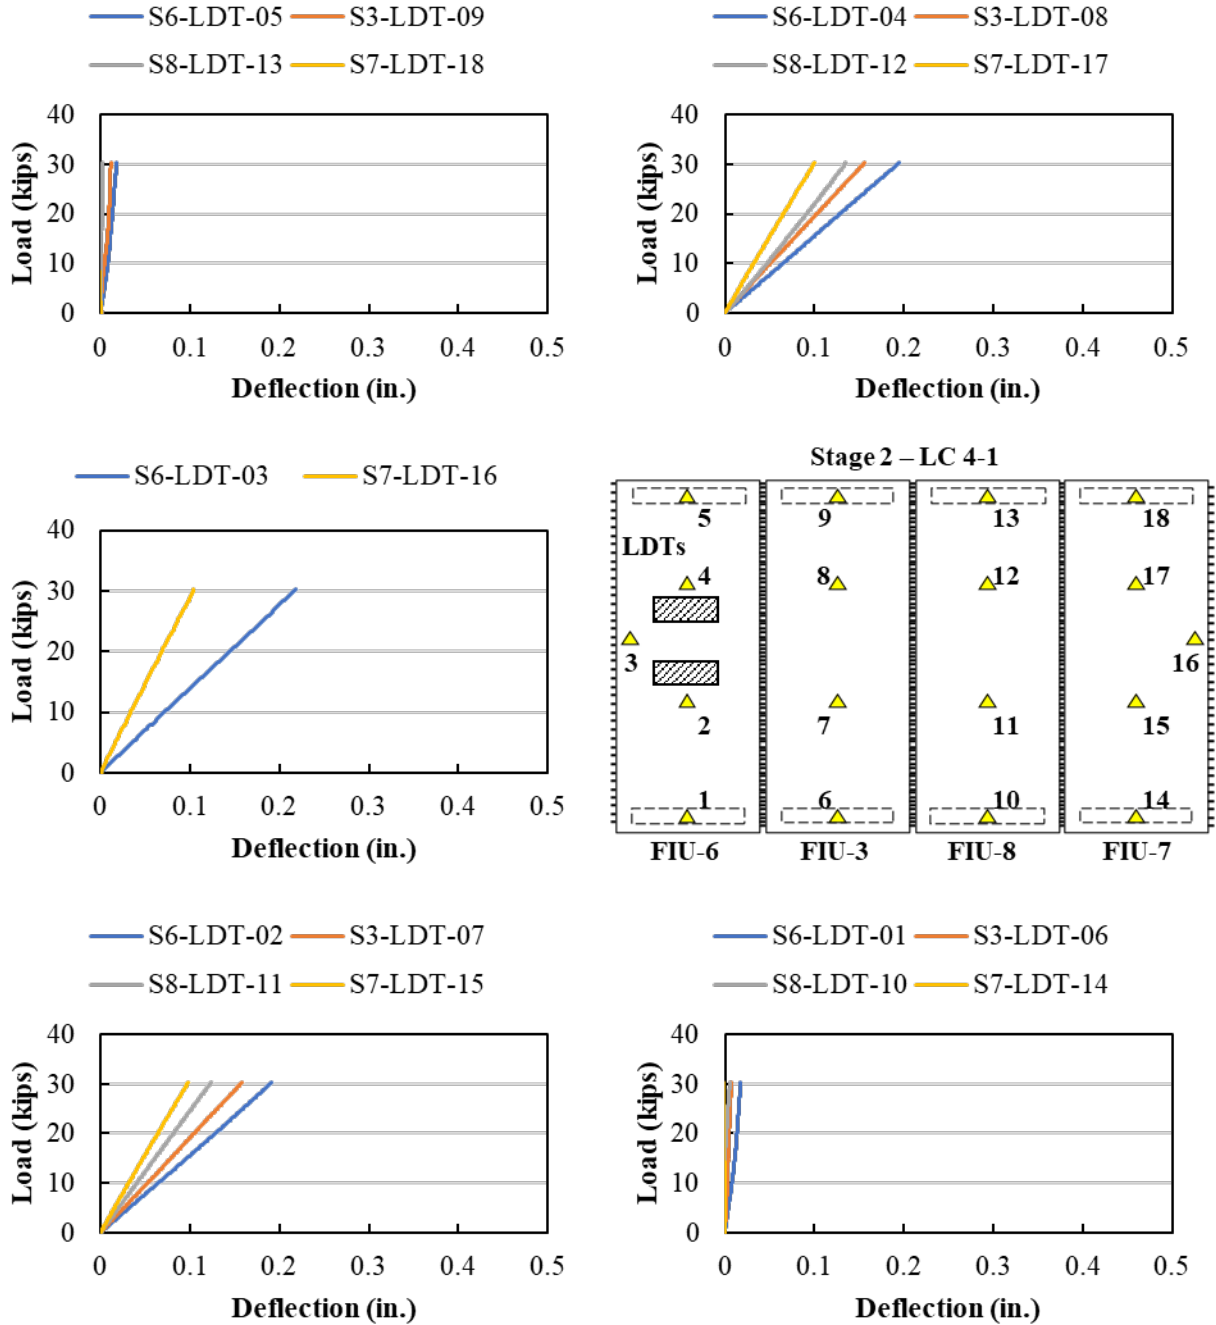 S6-LDT-05 S3-LDT-09
S8-LDT-13 S7-LDT-18
40
30
20
10
0
Load (kips)
0 0.1 0.2 0.3 0.4 0.5
Deflection (in.)
S6-LDT-04 S3-LDT-08
S8-LDT-12 S7-LDT-17
40
30
20
10
0
Load (kips)
0 0.1 0.2 0.3 0.4 0.5
Deflection (in.)
S6-LDT-03 S7-LDT-16
40
30
20
10
0
Load (kips)
0 0.1 0.2 0.3 0.4 0.5
Deflection (in.)
Stage 2 – LC 4-1
5 9 13 18
LDTs
4 8 12 17
3 16
2 7 11 15
1 6 10 14
FIU-6 FIU-3 FIU-8 FIU-7
S6-LDT-02 S3-LDT-07
S8-LDT-11 S7-LDT-15
40
30
20
10
0
Load (kips)
0 0.1 0.2 0.3 0.4 0.5
Deflection (in.)
S6-LDT-01 S3-LDT-06
S8-LDT-10 S7-LDT-14
40
30
20
10
0
Load (kips)
0 0.1 0.2 0.3 0.4 0.5
Deflection (in.)